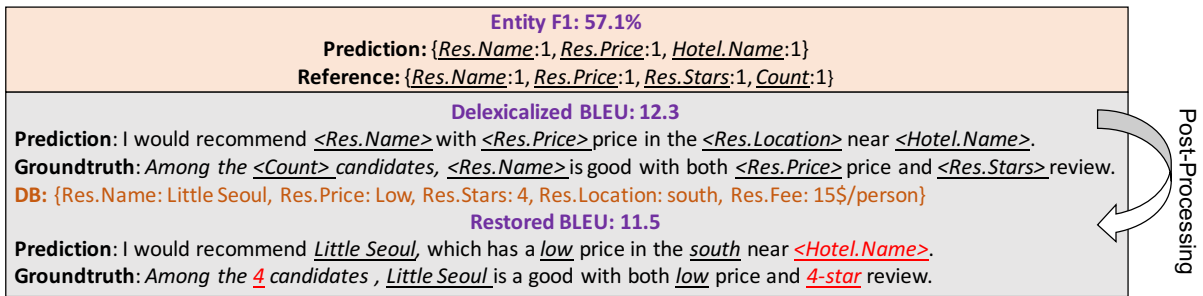 Entity F1: 57.1%
Prediction: {Res.Name:1, Res.Price:1, Hotel.Name:1}
Reference: {Res.Name:1, Res.Price:1, Res.Stars:1, Count:1}
Delexicalized BLEU: 12.3
Prediction: I would recommend <Res.Name> with <Res.Price> price in the <Res.Location> near <Hotel.Name>.
Groundtruth: Among the <Count> candidates, <Res.Name> is good with both <Res.Price> price and <Res.Stars> review.
DB: {Res.Name: Little Seoul, Res.Price: Low, Res.Stars: 4, Res.Location: south, Res.Fee: 15$/person}
Restored BLEU: 11.5
Prediction: I would recommend Little Seoul, which has a low price in the south near <Hotel.Name>.
Groundtruth: Among the 4 candidates , Little Seoul is a good with both low price and 4-star review.
Post-Processing